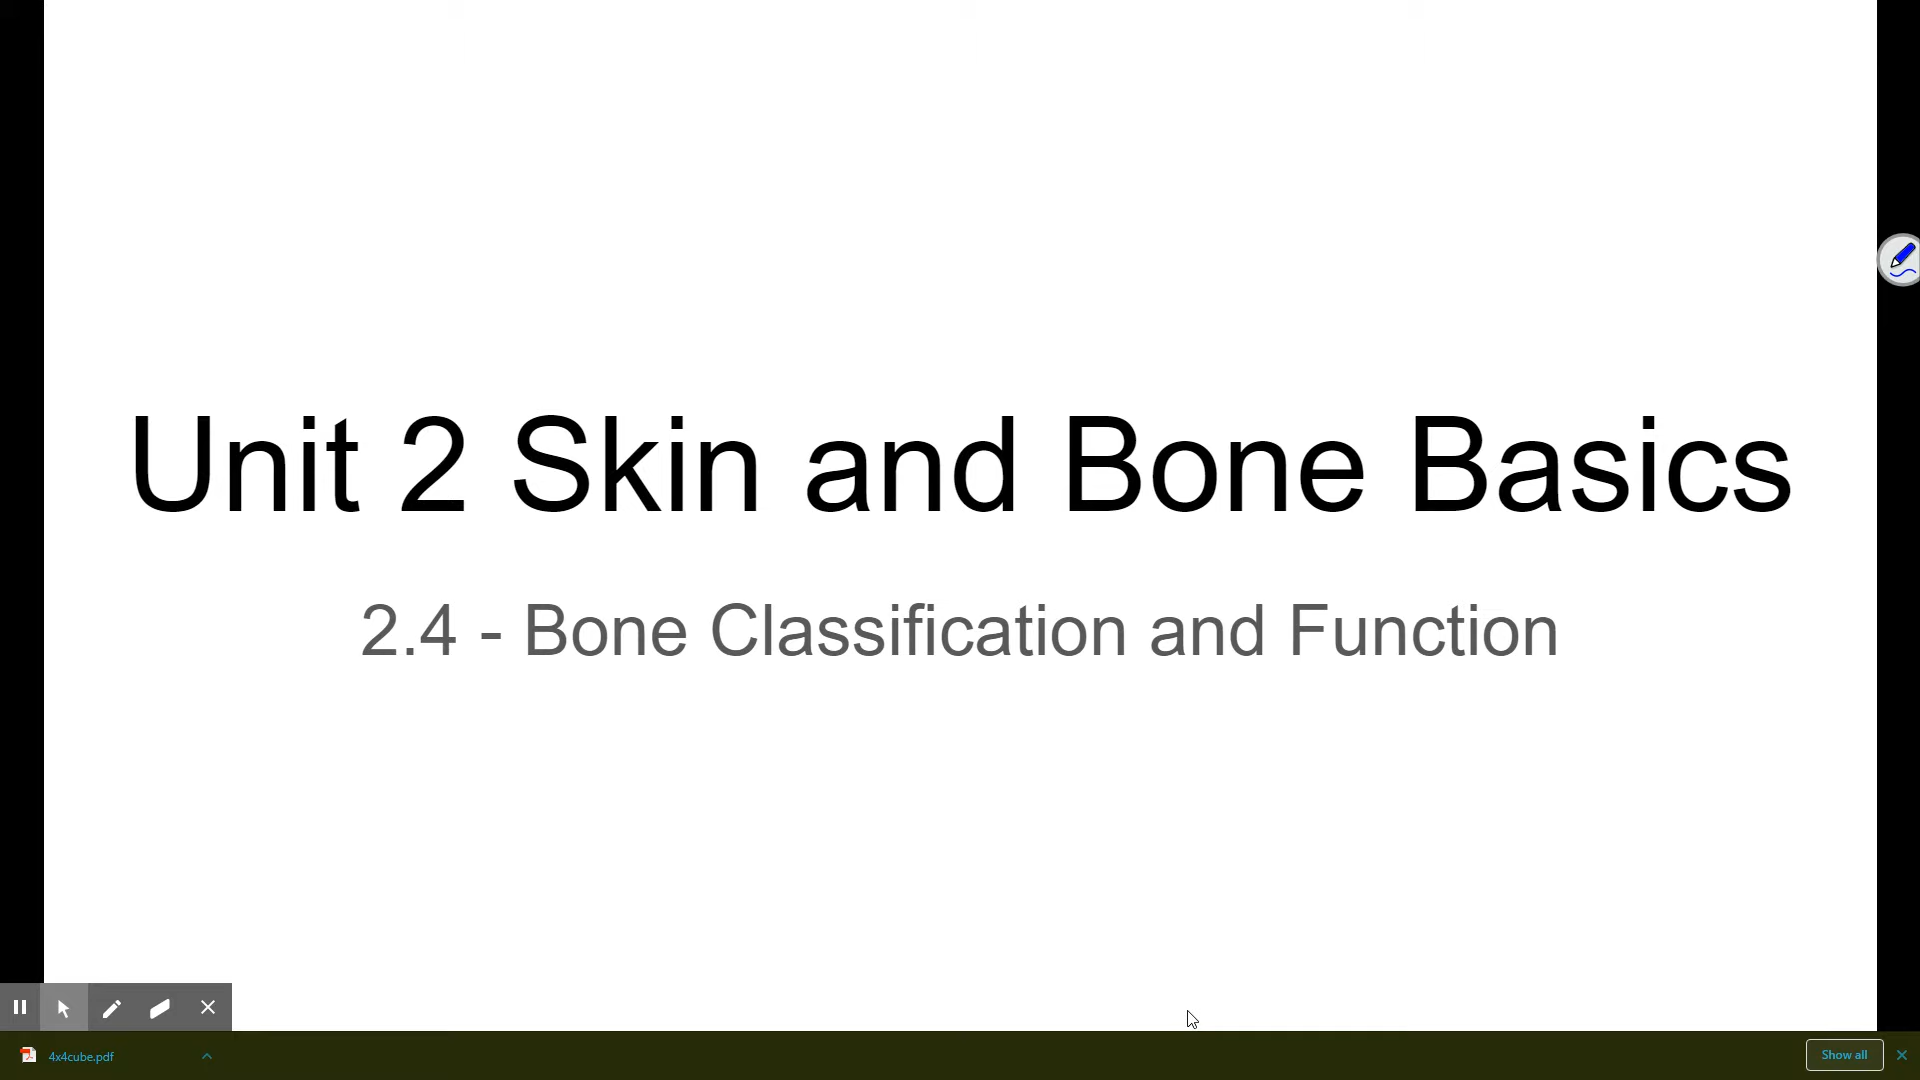 Unit 2 Skin and Bone Basics
2.4 - Bone Classification and Function
4x4cube.pdf
Show all